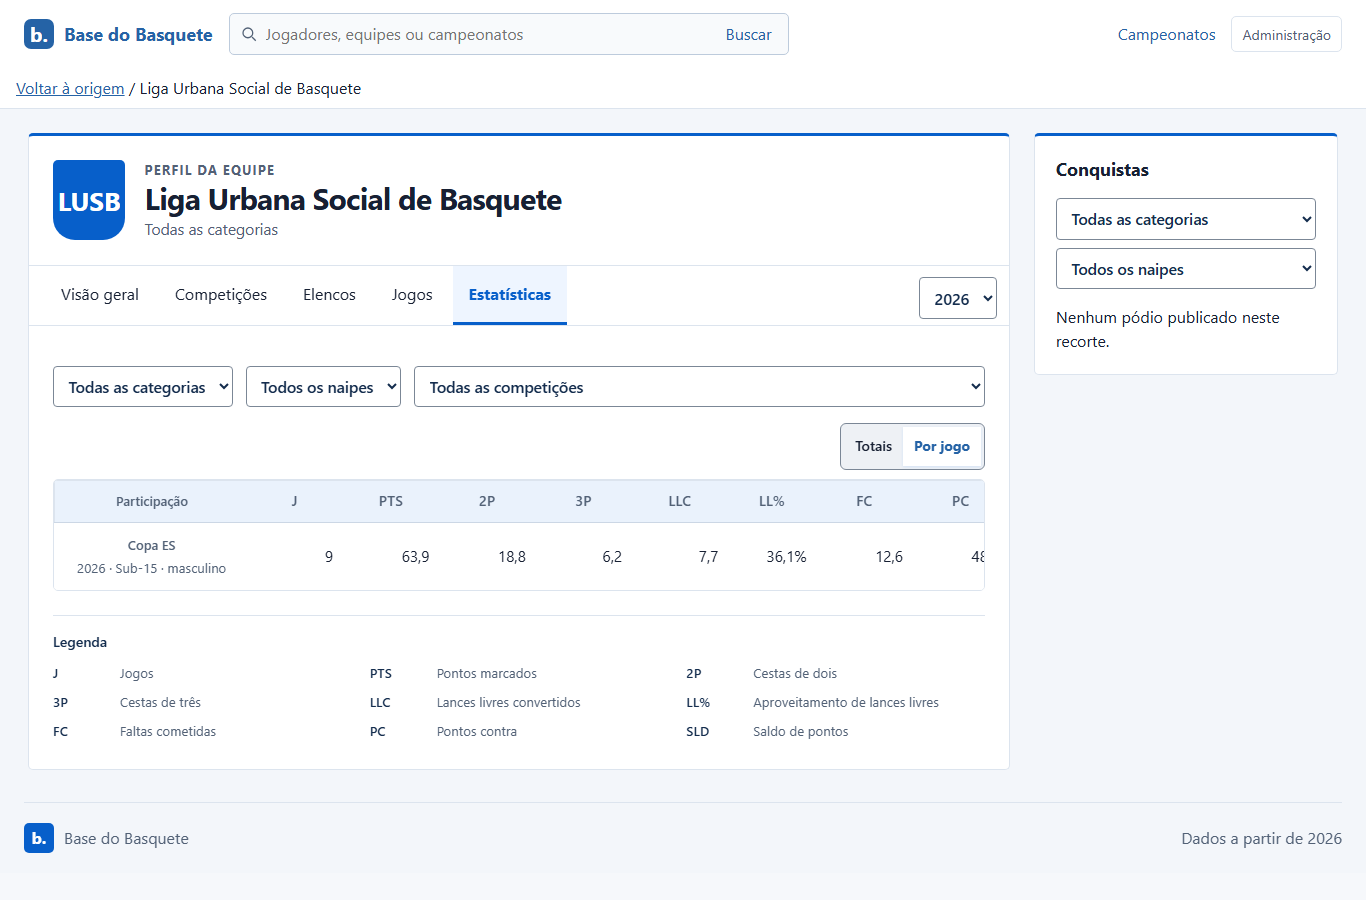 b. Base do Basquete
Jogadores, equipes ou campeonatos
Buscar
Campeonatos
Administração
Voltar à origem / Liga Urbana Social de Basquete
LUSB
PERFIL DA EQUIPE
Liga Urbana Social de Basquete
Todas as categorias
Visão geral
Competições
Elencos
Jogos
Estatísticas
2026
Todas as categorias
Todos os naipes
Todas as competições
Totais
Por jogo
Participação J PTS 2P 3P LLC LL% FC PC
Copa ES
2026 · Sub-15 · masculino
9 63,9 18,8 6,2 7,7 36,1% 12,6
Legenda
J Jogos PTS Pontos marcados 2P Cestas de dois
3P Cestas de três LLC Lances livres convertidos LL% Aproveitamento de lances livres
FC Faltas cometidas PC Pontos contra SLD Saldo de pontos
Conquistas
Todas as categorias
Todos os naipes
Nenhum pódio publicado neste
recorte.
b. Base do Basquete
Dados a partir de 2026